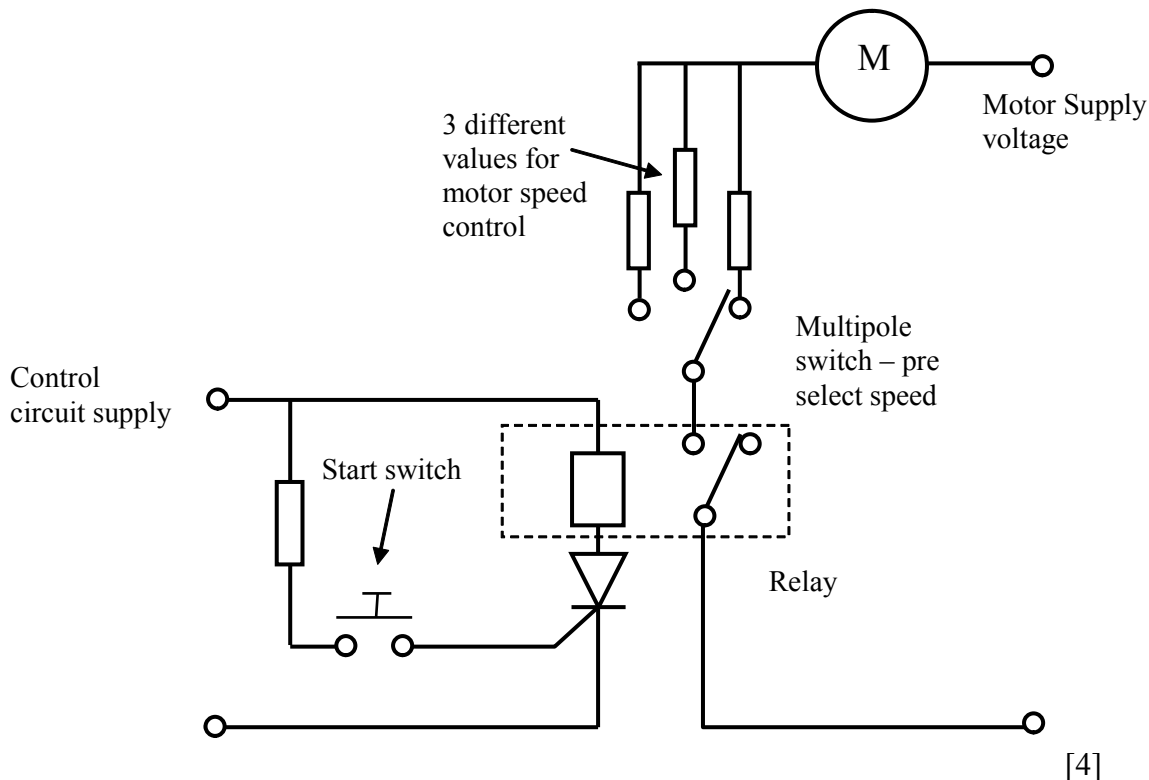 M
Motor Supply
voltage
3 different
values for
motor speed
control
Multipole
switch – pre
select speed
Control
circuit supply
Start switch
Relay
[4]